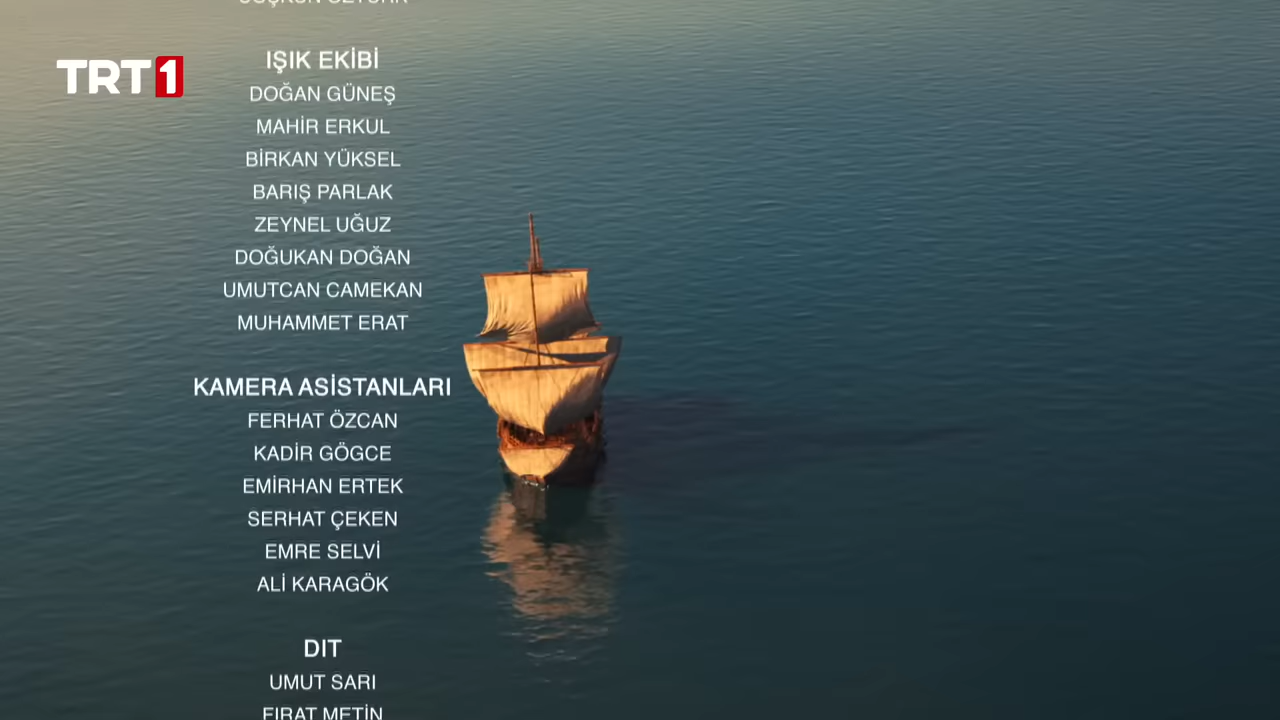 TRT1
IŞIK EKİBİ
DOĞAN GÜNEŞ
MAHİR ERKUL
BİRKAN YÜKSEL
BARIŞ PARLAK
ZEYNEL UĞUZ
DOĞUKAN DOĞAN
UMUTCAN CAMEKAN
MUHAMMET ERAT
KAMERA ASİSTANLARI
FERHAT ÖZCAN
KADİR GÖGCE
EMİRHAN ERTEK
SERHAT ÇEKEN
EMRE SELVİ
ALİ KARAGÖK
DIT
UMUT SARI
FIRAT METİN